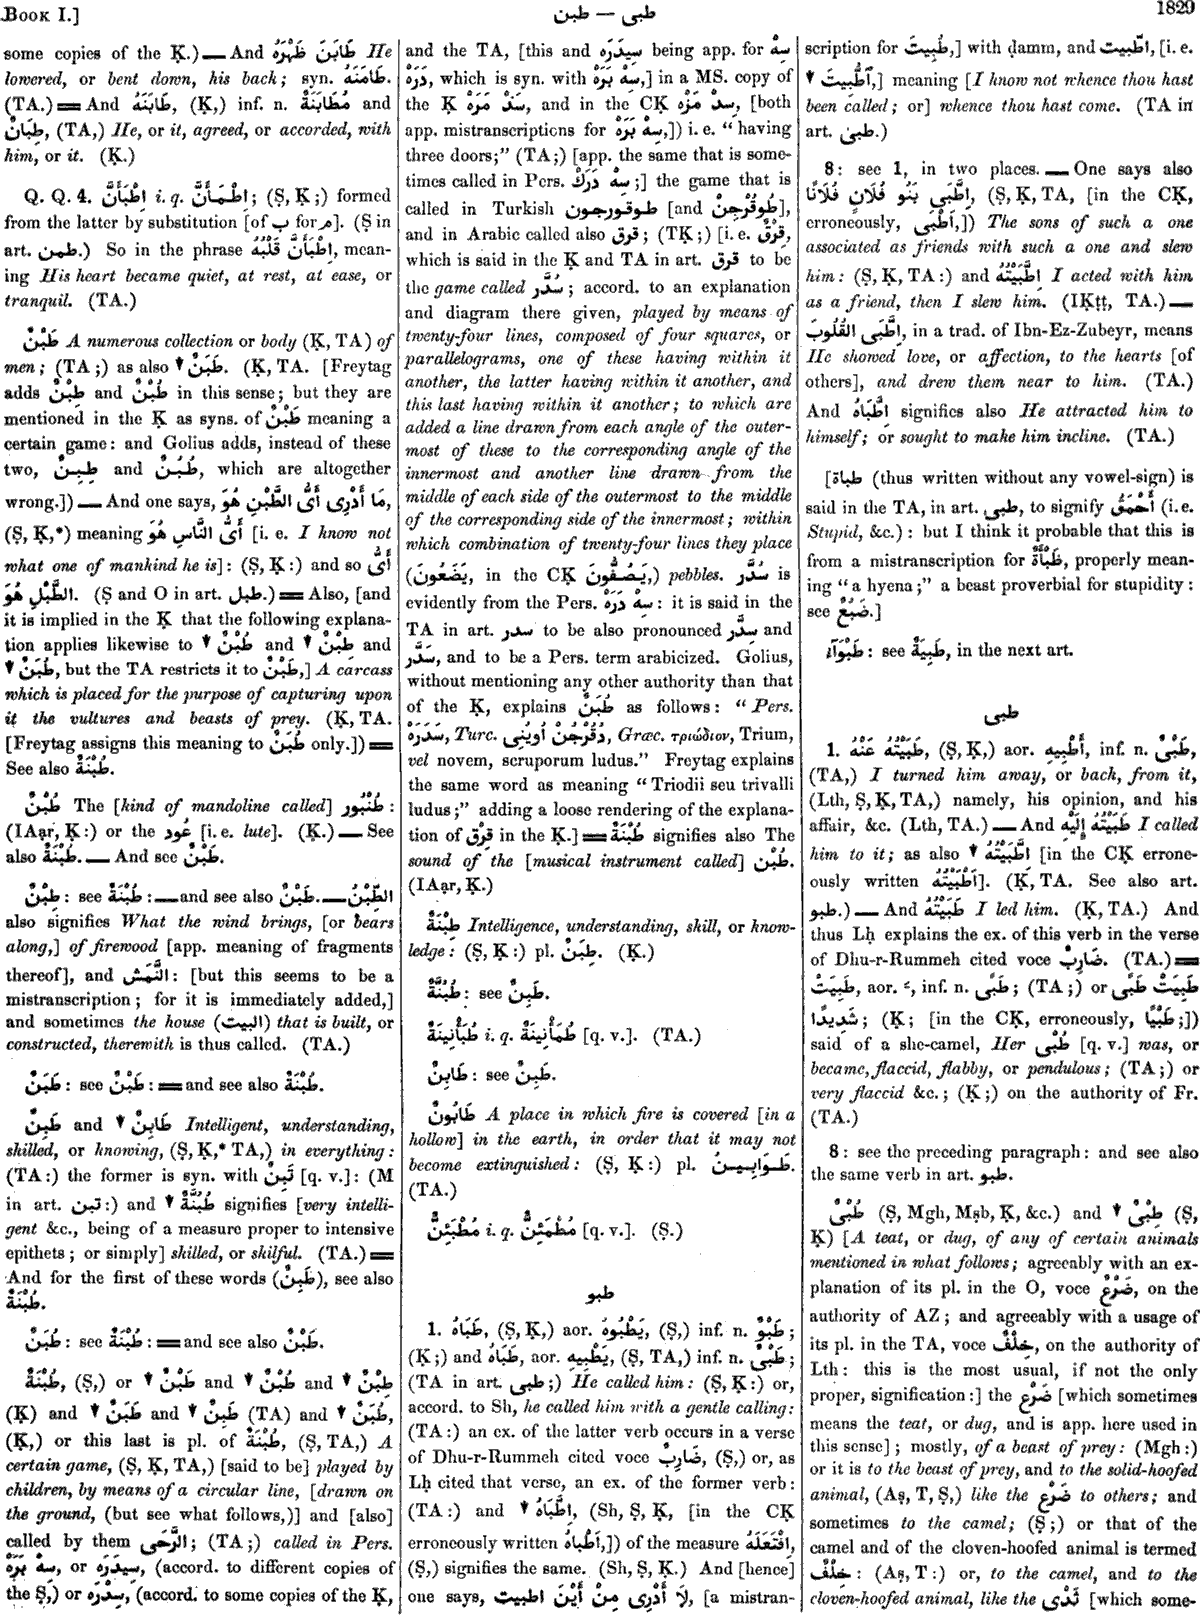 Book I.]
طبن — طبى
1829
some copies of the Ḳ.) — And طَابَنَ ظَهْرَهُ He
lowered, or bent down, his back; syn. طَامَنَهُ.
(TA.) = And طَابَنَهُ, (Ḳ,) inf. n. مُطَابَنَةٌ and
طِبَانٌ, (TA,) He, or it, agreed, or accorded, with
him, or it. (Ḳ.)
Q. Q. 4. اِطْبَأَنَّ i. q. اِطْمَأَنَّ; (Ṣ, Ḳ;) formed
from the latter by substitution [of ب for م]. (Ṣ in
art. طمن.) So in the phrase اِطْبَأَنَّ قَلْبُهُ, mean-
ing His heart became quiet, at rest, at ease, or
tranquil. (TA.)
طَبْنٌ A numerous collection or body (Ḳ, TA) of
men; (TA;) as also ▼ طَبَنٌ. (Ḳ, TA. [Freytag
adds طِبْنٌ and طُبْنٌ in this sense; but they are
mentioned in the Ḳ as syns. of طَبْنٌ meaning a
certain game: and Golius adds, instead of these
two, طِبِنٌ and طُبُنٌ, which are altogether
wrong.]) — And one says, مَا أَدْرِى أَىُّ الطَّبْنِ هُوَ,
(Ṣ, Ḳ,*) meaning أَىُّ النَّاسِ هُوَ [i. e. I know not
what one of mankind he is]: (Ṣ, Ḳ:) and so أَىُّ
الطَّبْلِ هُوَ. (Ṣ and O in art. طبل.) = Also, [and
it is implied in the Ḳ that the following explana-
tion applies likewise to ▼ طُبْنٌ and ▼ طِبْنٌ and
▼ طَبَنٌ, but the TA restricts it to طَبْنٌ,] A carcass
which is placed for the purpose of capturing upon
it the vultures and beasts of prey. (Ḳ, TA.
[Freytag assigns this meaning to طُبَنٌ only.]) =
See also طُبْنَةٌ.
طُبْنٌ The [kind of mandoline called] طُنْبُور:
(IAạr, Ḳ:) or the عُود [i. e. lute]. (Ḳ.) — See
also طُبْنَةٌ. — And see طَبْنٌ.
طِبْنٌ: see طُبْنَةٌ: — and see also طَبْنٌ. — الطِّبْنُ
also signifies What the wind brings, [or bears
along,] of firewood [app. meaning of fragments
thereof], and النَّمَش: [but this seems to be a
mistranscription; for it is immediately added,]
and sometimes the house (البيت) that is built, or
constructed, therewith is thus called. (TA.)
طَبَنٌ: see طَبْنٌ: = and see also طُبْنَةٌ.
طَبِنٌ and ▼ طَابِنٌ Intelligent, understanding,
skilled, or knowing, (Ṣ, Ḳ,* TA,) in everything:
(TA:) the former is syn. with تَبِنٌ [q. v.]: (M
in art. تبن:) and ▼ طُبُنَّةٌ signifies [very intelli-
gent &c., being of a measure proper to intensive
epithets; or simply] skilled, or skilful. (TA.) =
And for the first of these words (طَبِنٌ), see also
طُبْنَةٌ.
طُبَنٌ: see طُبْنَةٌ: = and see also طَبْنٌ.
طُبْنَةٌ, (Ṣ,) or ▼ طَبْنٌ and ▼ طُبْنٌ and ▼ طِبْنٌ
(Ḳ) and ▼ طَبَنٌ and ▼ طَبِنٌ (TA) and ▼ طُبَنٌ,
(Ḳ,) or this last is pl. of طُبْنَةٌ, (Ṣ, TA,) A
certain game, (Ṣ, Ḳ, TA,) [said to be] played by
children, by means of a circular line, [drawn on
the ground, (but see what follows,)] and [also]
called by them الرَّحَى; (TA;) called in Pers.
سِيدَرَه, or سِهْ بَرَهْ, (accord. to different copies of
the Ṣ,) or سِدْرَه, (accord. to some copies of the Ḳ,
and the TA, [this and سِيدَرَه being app. for سِهْ
دَرَهْ, which is syn. with سِهْ بَرَهْ,] in a MS. copy of
the Ḳ سَدْ مَرَهْ, and in the CK سِدْ مَرْه, [both
app. mistranscriptions for سِهْ بَرَهْ,]) i. e. "having
three doors;" (TA;) [app. the same that is some-
times called in Pers. سِهْ دَرَكْ;] the game that is
called in Turkish طوقورجون [and طُوقُرْجِنْ],
and in Arabic called also قرق; (TḲ;) [i. e. قِرْقٌ,
which is said in the Ḳ and TA in art. قرق to be
the game called سُدَّر; accord. to an explanation
and diagram there given, played by means of
twenty-four lines, composed of four squares, or
parallelograms, one of these having within it
another, the latter having within it another, and
this last having within it another; to which are
added a line drawn from each angle of the outer-
most of these to the corresponding angle of the
innermost and another line drawn from the
middle of each side of the outermost to the middle
of the corresponding side of the innermost; within
which combination of twenty-four lines they place
(يَضَعُونَ, in the CḲ يَصُفُّونَ,) pebbles. سُدَّر is
evidently from the Pers. سِهْ دَرَهْ: it is said in the
TA in art. سدر to be also pronounced سِدَّر and
سَدَّر, and to be a Pers. term arabicized. Golius,
without mentioning any other authority than that
of the Ḳ, explains طُبَنٌ as follows: "Pers.
سَدَرَهْ, Turc. دُقُرْجُنْ أُويُنِى, Græc. τριώδιον, Trium,
vel novem, scruporum ludus." Freytag explains
the same word as meaning "Triodii seu trivalli
ludus;" adding a loose rendering of the explana-
tion of قِرْق in the Ḳ.] = طُبْنَةٌ signifies also The
sound of the [musical instrument called] طُبْن.
(IAạr, Ḳ.)
طِبْنَةٌ Intelligence, understanding, skill, or know-
ledge: (Ṣ, Ḳ:) pl. طِبَنٌ. (Ḳ.)
طُبُنَّةٌ: see طَبِنٌ.
طُبَأْنِينَةٌ i. q. طُمَأْنِينَةٌ [q. v.]. (TA.)
طَابِنٌ: see طَبِنٌ.
طَابُونٌ A place in which fire is covered [in a
hollow] in the earth, in order that it may not
become extinguished: (Ṣ, Ḳ:) pl. طَوَابِينُ.
(TA.)
مُطْبَئِنٌّ i. q. مُطْمَئِنٌّ [q. v.]. (Ṣ.)
طبو
1. طَبَاهُ, (Ṣ, Ḳ,) aor. يَطْبُوهُ, (Ṣ,) inf. n. طَبْوٌ;
(Ḳ;) and طَبَاهُ, aor. يَطْبِيهِ, (Ṣ, TA,) inf. n. طَبْىٌ;
(TA in art. طبى;) He called him: (Ṣ, Ḳ:) or,
accord. to Sh, he called him with a gentle calling:
(TA:) an ex. of the latter verb occurs in a verse
of Dhu-r-Rummeh cited voce ضَارِبٌ, (Ṣ,) or, as
Lḥ cited that verse, an ex. of the former verb:
(TA:) and ▼ اِطَّبَاهُ, (Sh, Ṣ, Ḳ, [in the CḲ
erroneously written اَطْباهُ,]) of the measure اِفْتَعَلَهُ,
(Ṣ,) signifies the same. (Sh, Ṣ, Ḳ.) And [hence]
one says, لَا أَدْرِى مِنْ أَيْنَ اطبيت, [a mistran-
scription for طُبِيتَ,] with ḍamm, and اطّبيت, [i. e.
▼ اُطُّبِيتَ,] meaning [I know not whence thou hast
been called; or] whence thou hast come. (TA in
art. طبى.)
8: see 1, in two places. — One says also
اِطَّبَى بَنُو فُلَانٍ فُلَانًا, (Ṣ, Ḳ, TA, [in the CḲ,
erroneously, اَطْبَى,]) The sons of such a one
associated as friends with such a one and slew
him: (Ṣ, Ḳ, TA:) and اِطَّبَيْتُهُ I acted with him
as a friend, then I slew him. (IḲṭṭ, TA.) —
اِطَّبَى القُلُوبَ, in a trad. of Ibn-Ez-Zubeyr, means
He showed love, or affection, to the hearts [of
others], and drew them near to him. (TA.)
And اِطَّبَاهُ signifies also He attracted him to
himself; or sought to make him incline. (TA.)
[طباة (thus written without any vowel-sign) is
said in the TA, in art. طبى, to signify أَحْمَقُ (i. e.
Stupid, &c.): but I think it probable that this is
from a mistranscription for ضَبْأَةٌ, properly mean-
ing "a hyena;" a beast proverbial for stupidity:
see ضَبُعٌ.]
طَبْوَآءُ: see طَبِيَةٌ, in the next art.
طبى
1. طَبَيْتُهُ عَنْهُ, (Ṣ, Ḳ,) aor. أَطْبِيهِ, inf. n. طَبْىٌ,
(TA,) I turned him away, or back, from it,
(Lth, Ṣ, Ḳ, TA,) namely, his opinion, and his
affair, &c. (Lth, TA.) — And طَبَيْتُهُ إِلَيْهِ I called
him to it; as also ▼ اِطَّبَيْتُهُ [in the CḲ errone-
ously written اَطْبَيْتُهُ]. (Ḳ, TA. See also art.
طبو.) — And طَبَيْتُهُ I led him. (Ḳ, TA.) And
thus Lḥ explains the ex. of this verb in the verse
of Dhu-r-Rummeh cited voce ضَارِبٌ. (TA.) =
طَبِيَتْ, aor. ـَ, inf. n. طَبًى; (TA;) or طَبِيَتْ طَبًى
شَدِيدًا; (Ḳ; [in the CḲ, erroneously, طَبْيًا;])
said of a she-camel, Her طُبْى [q. v.] was, or
became, flaccid, flabby, or pendulous; (TA;) or
very flaccid &c.; (Ḳ;) on the authority of Fr.
(TA.)
8: see the preceding paragraph: and see also
the same verb in art. طبو.
طُبْىٌ (Ṣ, Mgh, Mṣb, Ḳ, &c.) and ▼ طِبْىٌ (Ṣ,
Ḳ) [A teat, or dug, of any of certain animals
mentioned in what follows; agreeably with an ex-
planation of its pl. in the O, voce ضَرْعٌ, on the
authority of AZ; and agreeably with a usage of
its pl. in the TA, voce خِلْفٌ, on the authority of
Lth: this is the most usual, if not the only
proper, signification:] the ضَرْع [which sometimes
means the teat, or dug, and is app. here used in
this sense]; mostly, of a beast of prey: (Mgh:)
or it is to the beast of prey, and to the solid-hoofed
animal, (Aṣ, T, Ṣ,) like the ضَرْع to others; and
sometimes to the camel; (Ṣ;) or that of the
camel and of the cloven-hoofed animal is termed
خِلْفٌ: (Aṣ, T:) or, to the camel, and to the
cloven-hoofed animal, like the ثَدْى [which some-